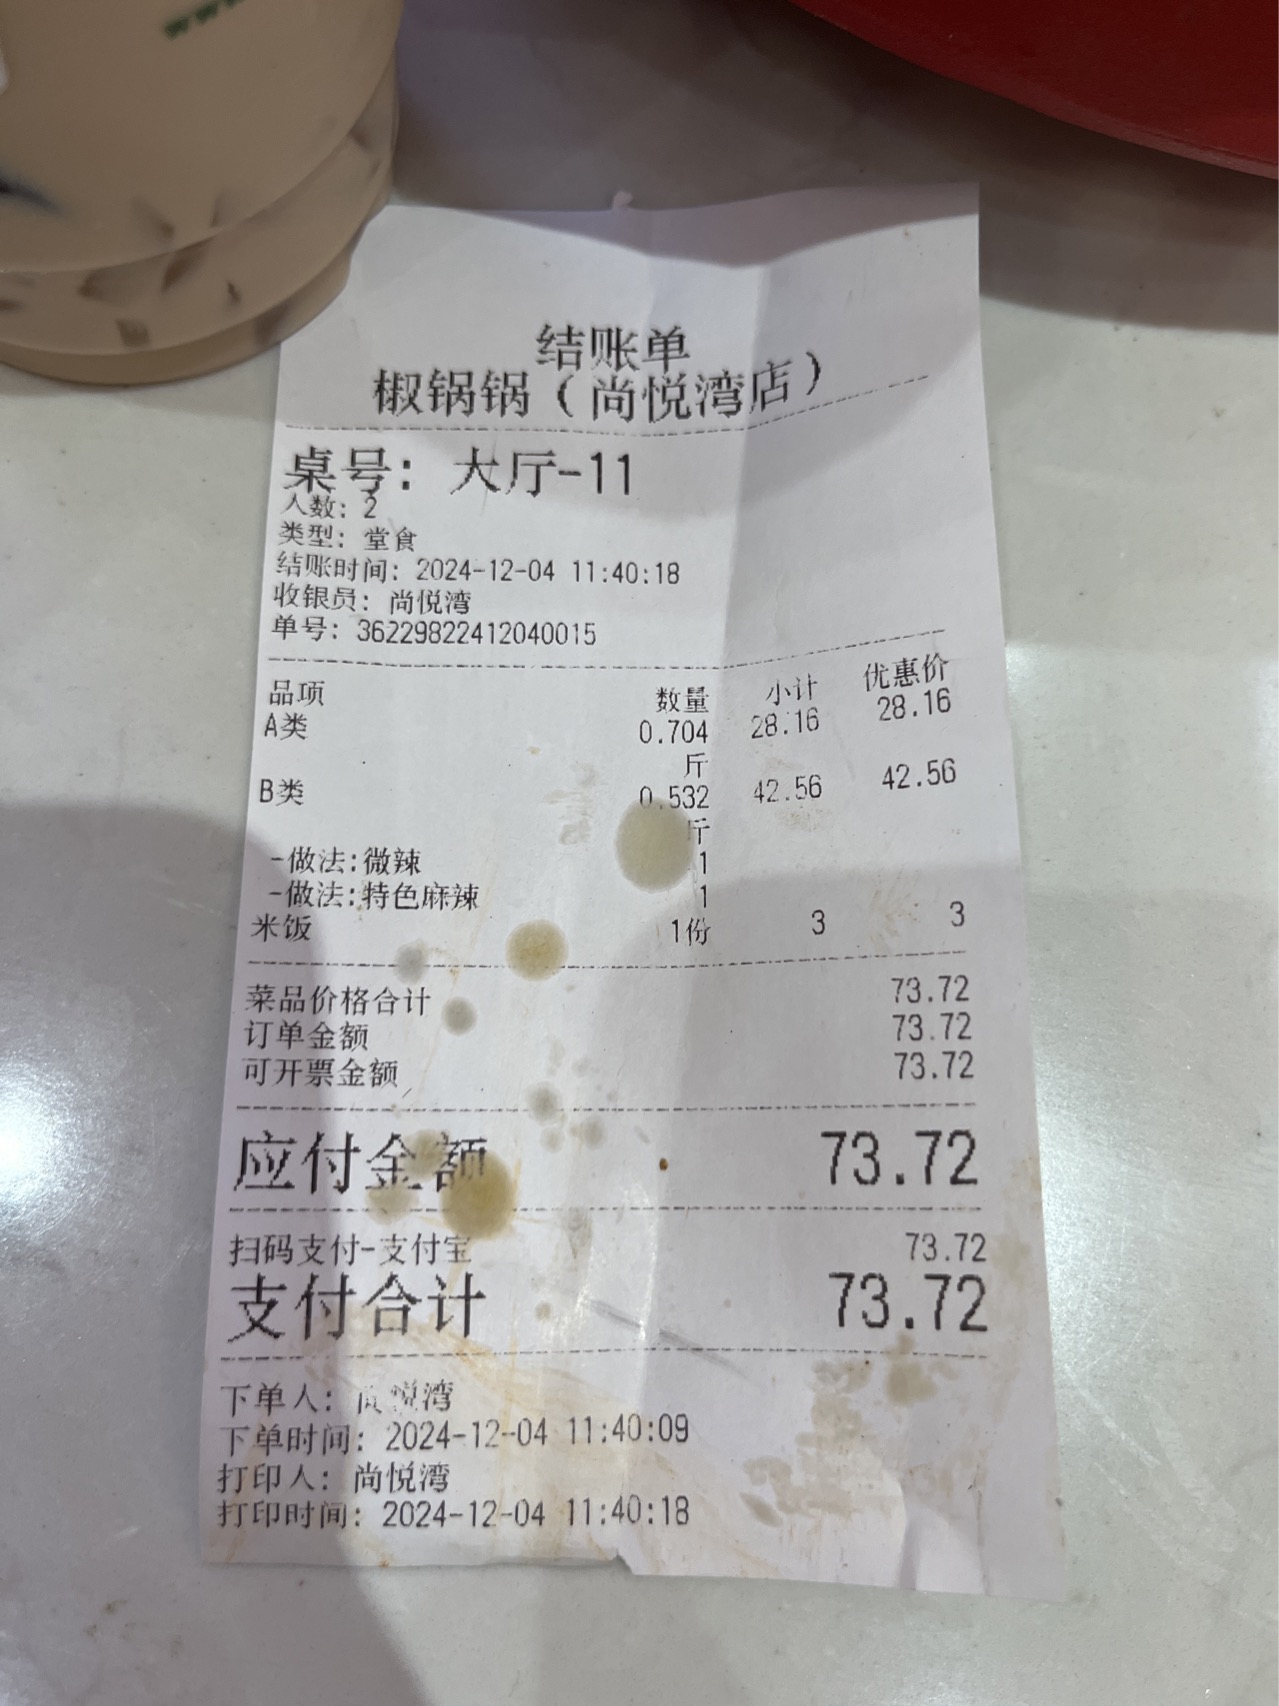 www
结账单
椒锅锅（尚悦湾店）
桌号：大厅-11
人数：2
类型：堂食
结账时间：2024-12-04 11:40:18
收银员：尚悦湾
单号：36229822412040015
品项 数量 小计 优惠价
A类 0.704 28.16 28.16
斤
B类 0.532 42.56 42.56
斤
-做法:微辣 1
-做法:特色麻辣 1
米饭 1份 3 3
菜品价格合计 73.72
订单金额 73.72
可开票金额 73.72
应付金额 73.72
扫码支付-支付宝 73.72
支付合计 73.72
下单人：尚悦湾
下单时间：2024-12-04 11:40:09
打印人：尚悦湾
打印时间：2024-12-04 11:40:18